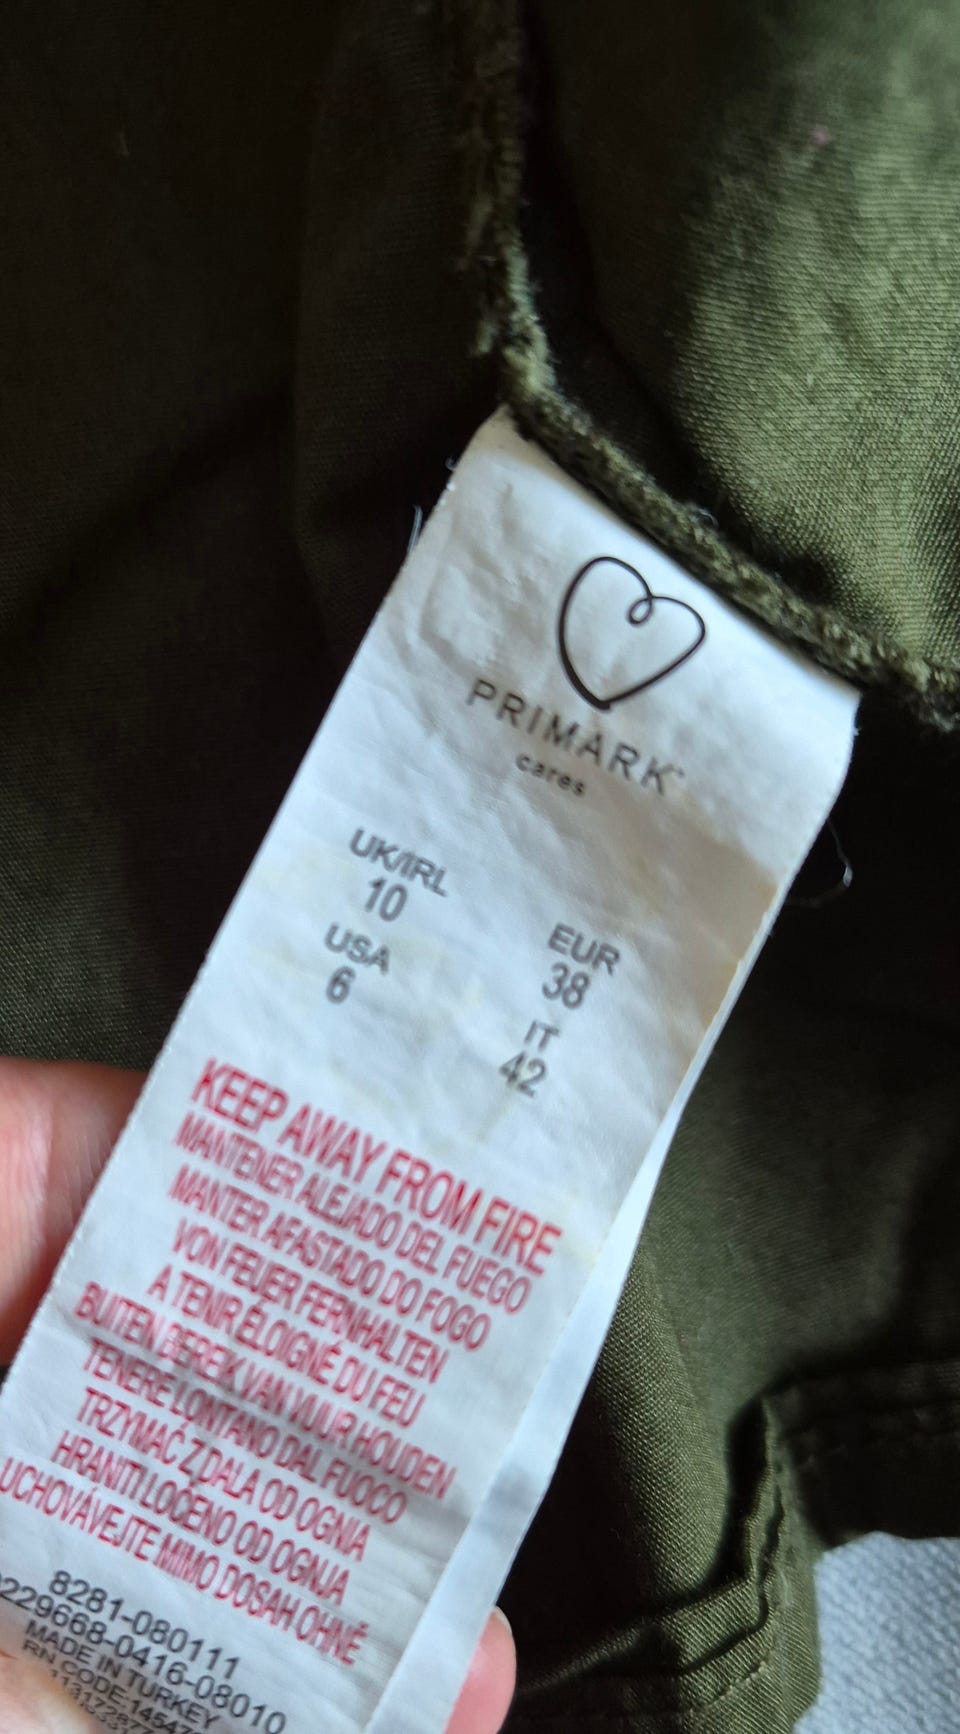 PRIMARK
cares
UK/IRL
10
USA
6
EUR
38
IT
42
KEEP AWAY FROM FIRE
MANTENER ALEJADO DEL FUEGO
MANTER AFASTADO DO FOGO
VON FEUER FERNHALTEN
A TENIR ÉLOIGNÉ DU FEU
BUITEN BEREIK VAN VUUR HOUDEN
TENERE LONTANO DAL FUOCO
TRZYMAĆ Z DALA OD OGNIA
HRANITI LOČENO OD OGNJA
UCHOVÁVEJTE MIMO DOSAH OHNĚ
8281-080111
229668-0416-08010
MADE IN TURKEY
RN CODE: